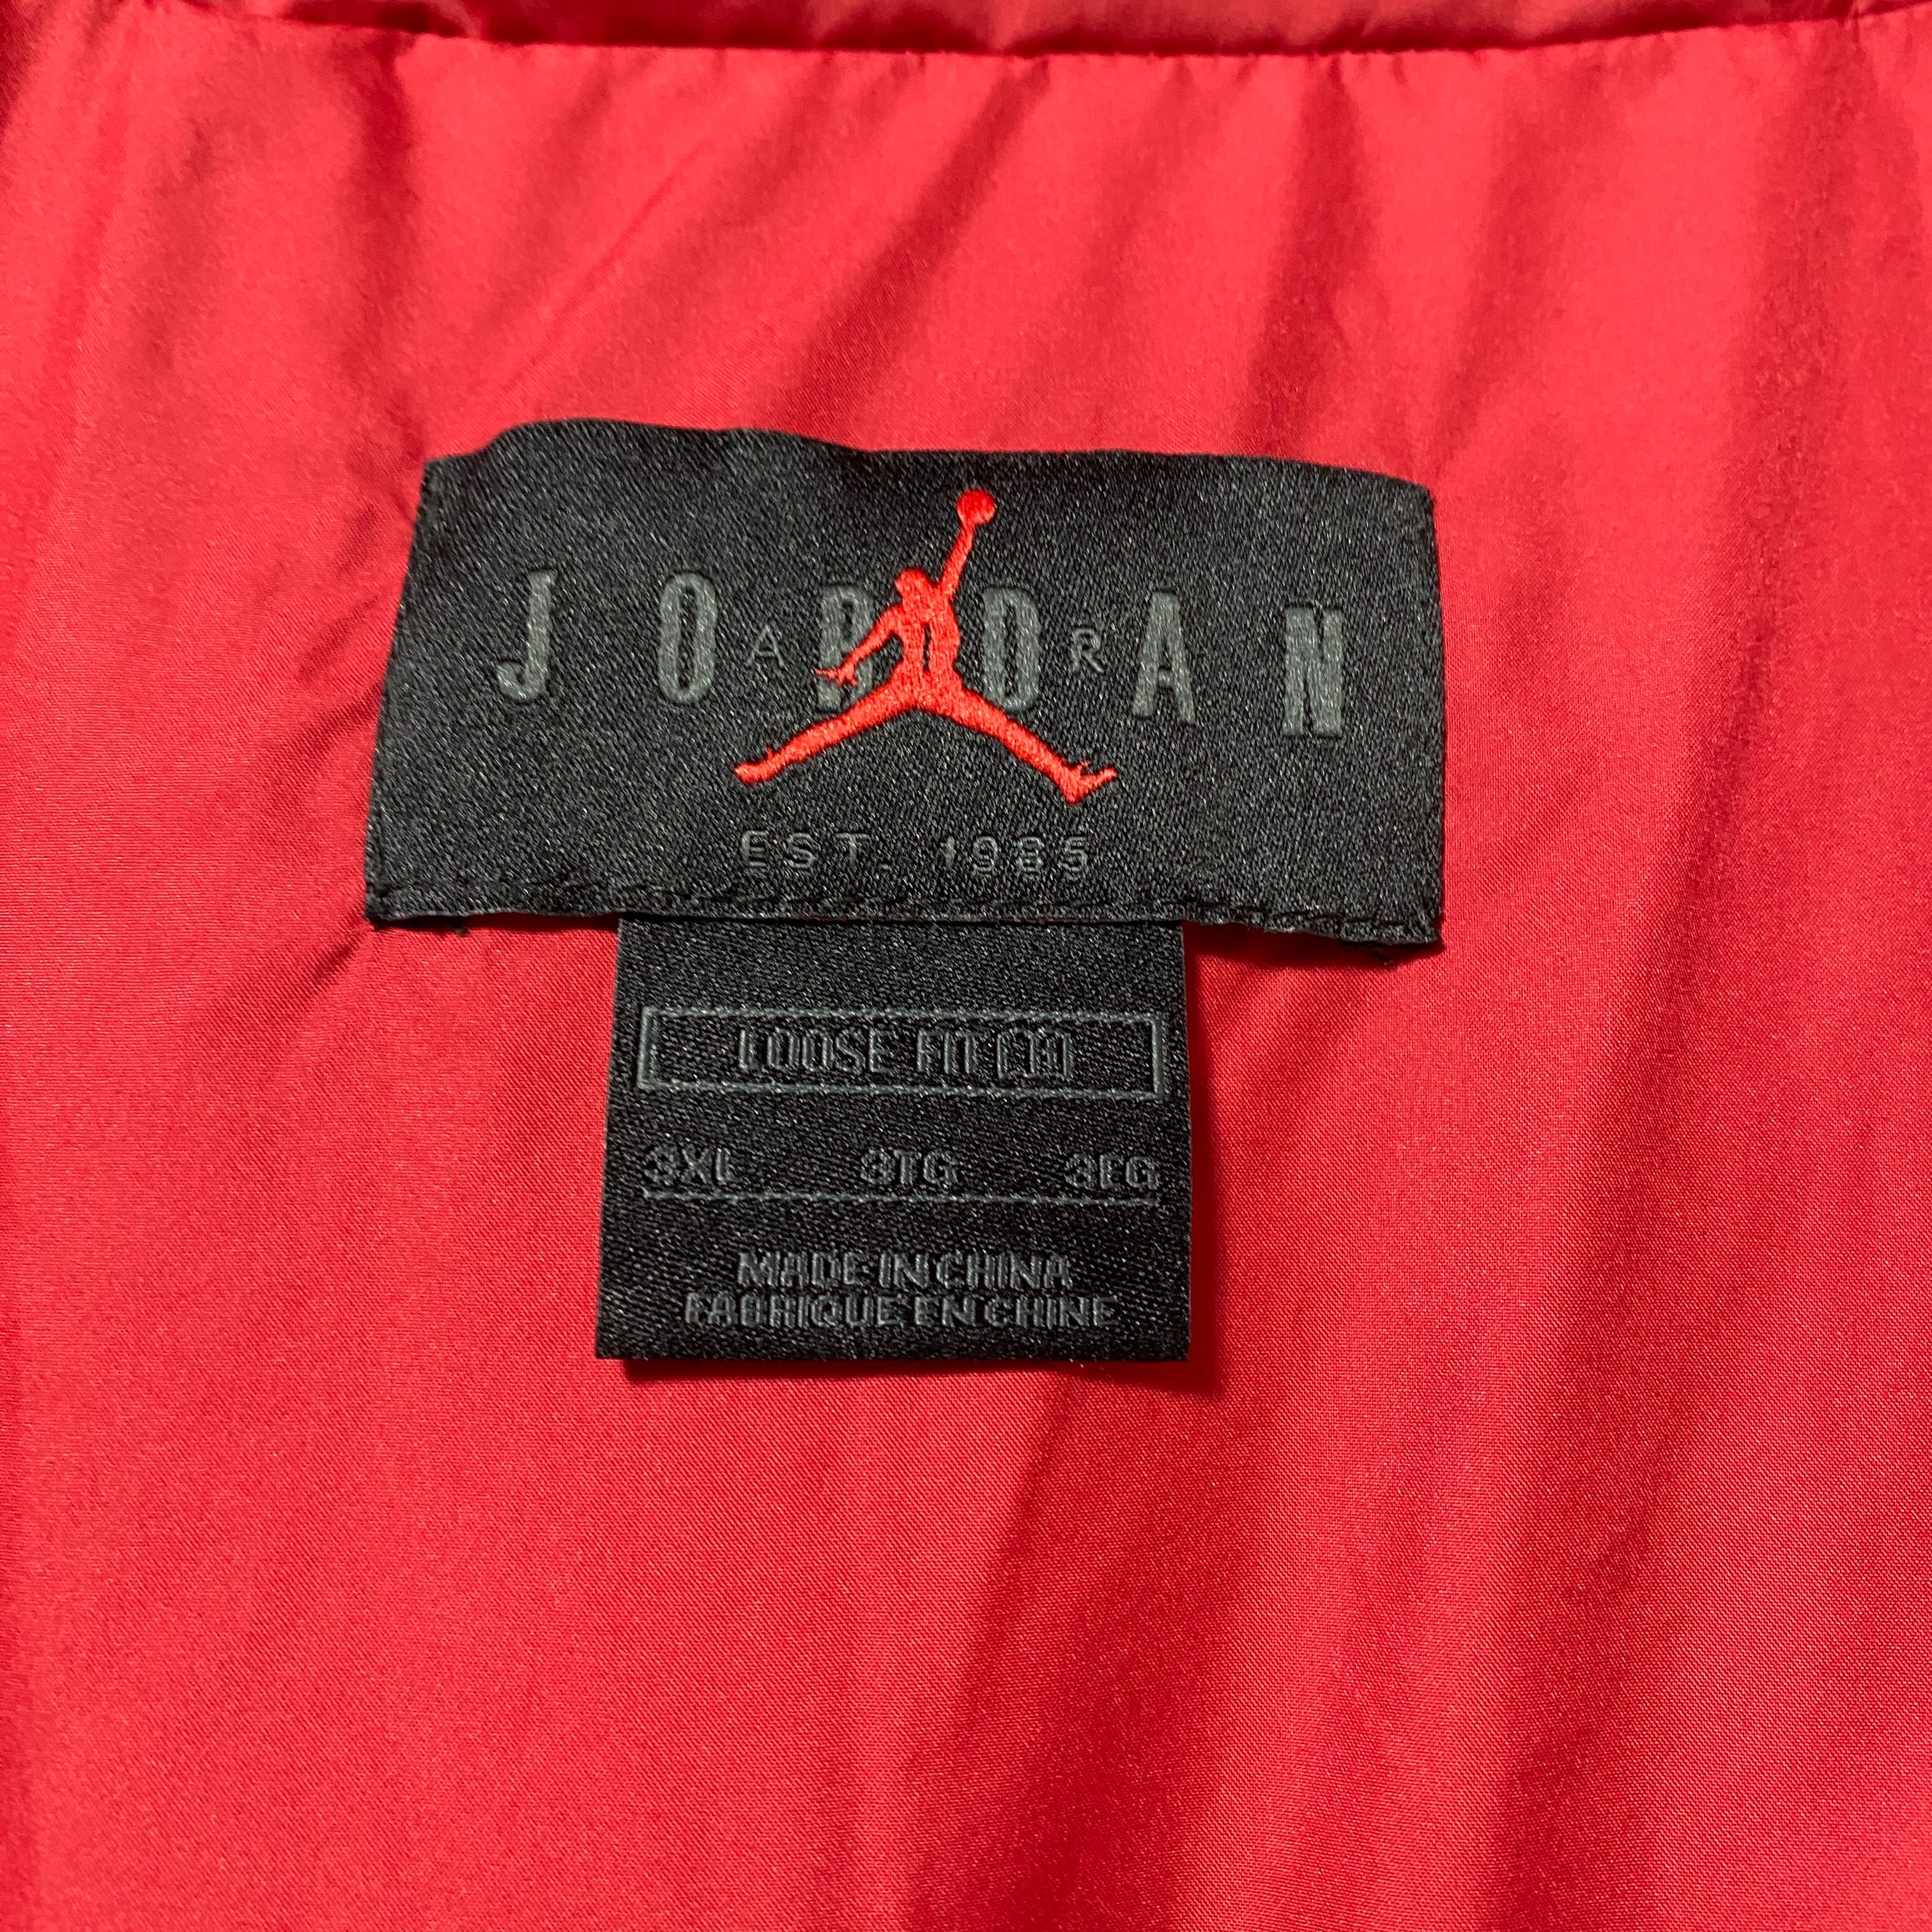 JORDAN
AIR
EST. 1985
LOOSE FIT
3XL 3TG 3EG
MADE IN CHINA
FABRIQUE EN CHINE